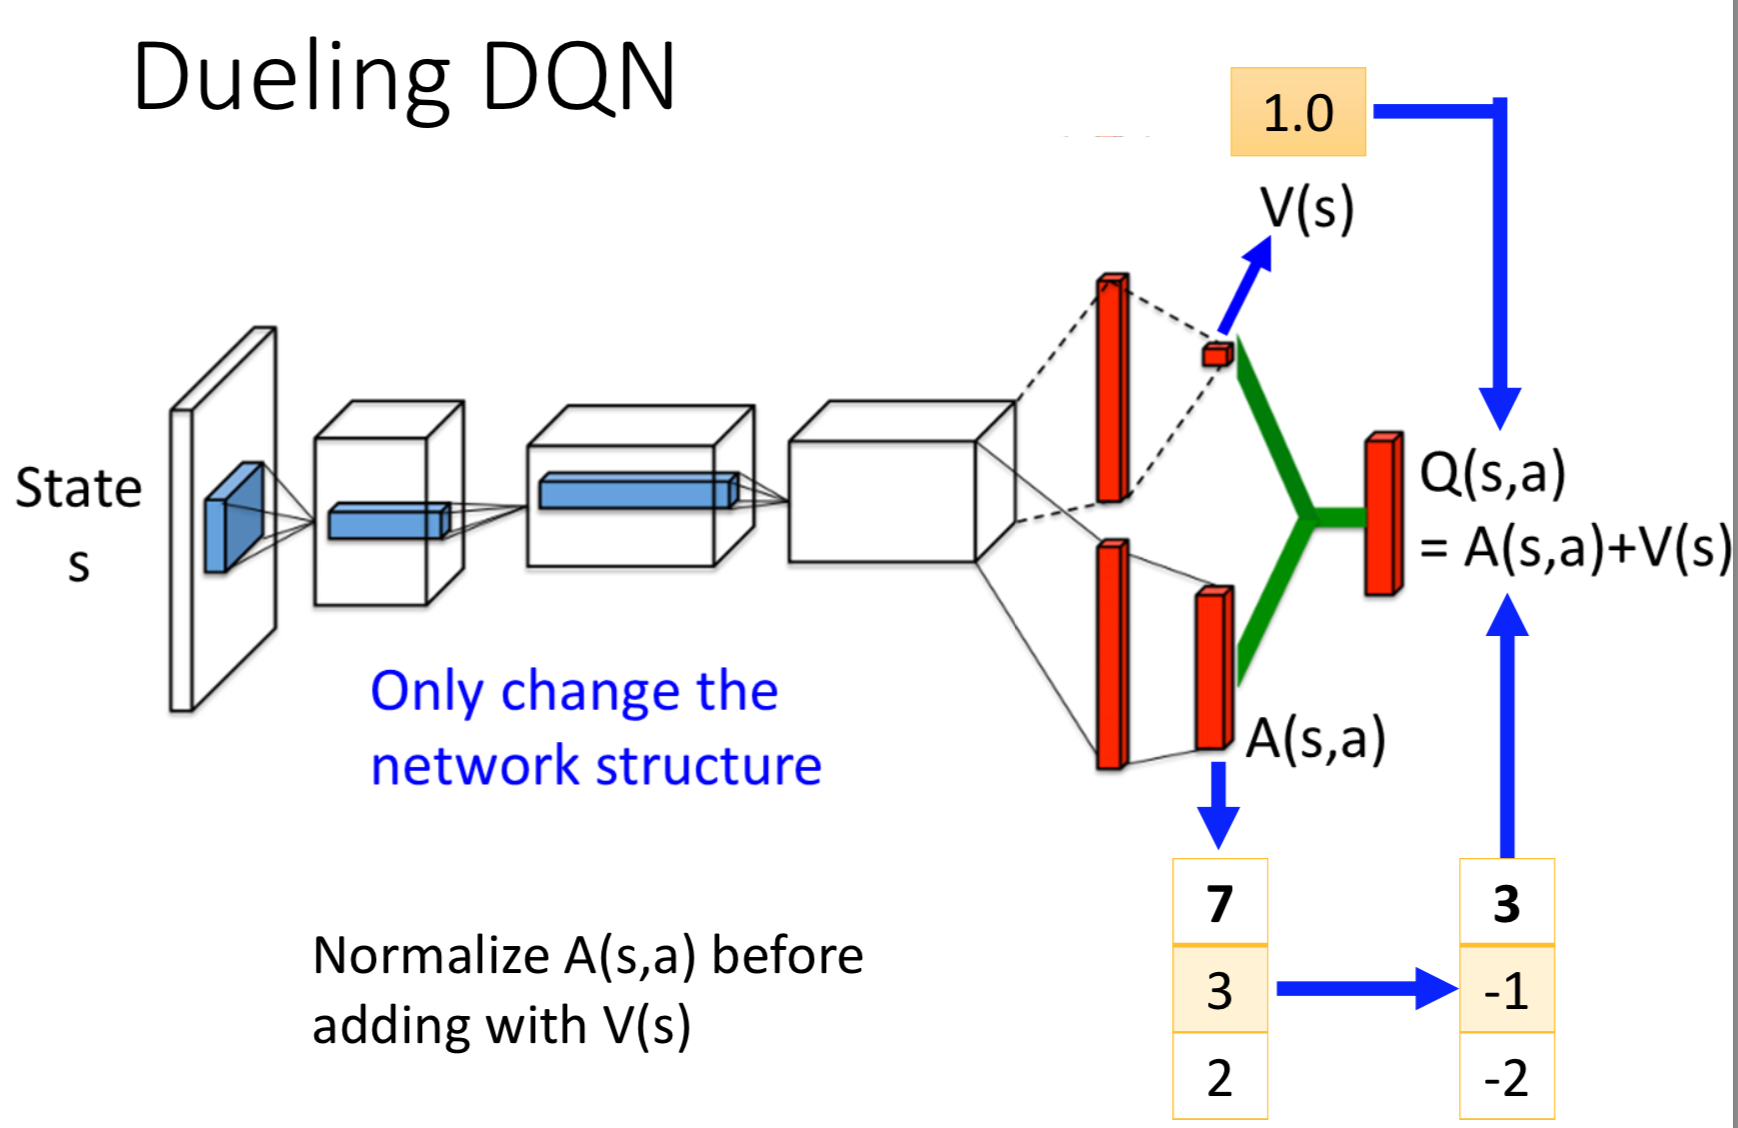 Dueling DQN
1.0
V(s)
State
s
Q(s,a)
= A(s,a)+V(s)
Only change the
network structure
A(s,a)
Normalize A(s,a) before
adding with V(s)
7
3
2
3
-1
-2